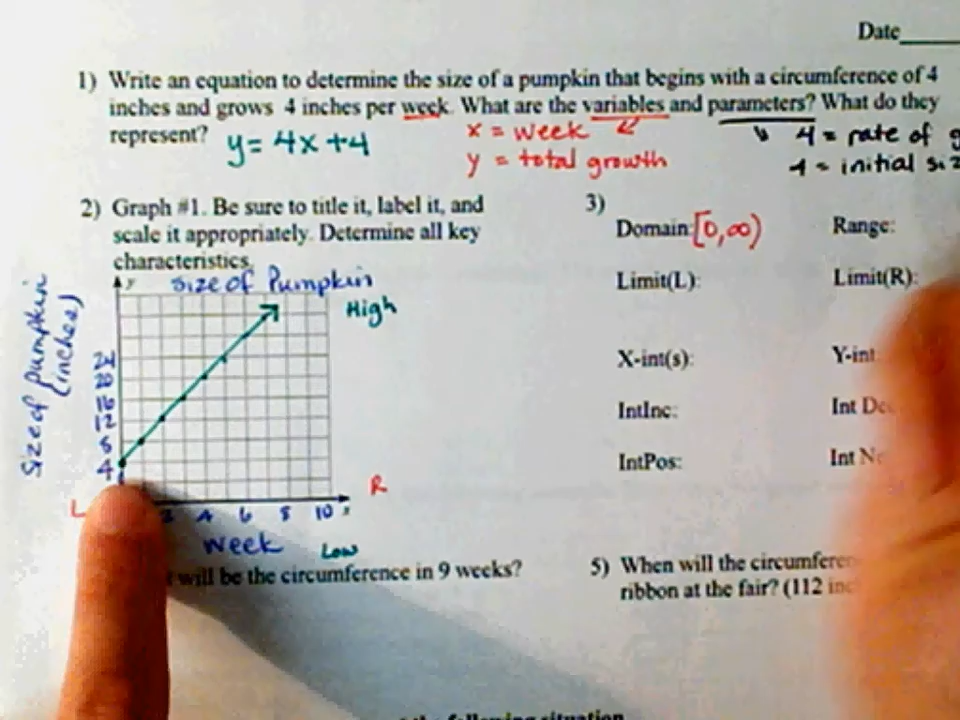 Date
1) Write an equation to determine the size of a pumpkin that begins with a circumference of 4
inches and grows 4 inches per week. What are the variables and parameters? What do they
represent? y = 4x + 4
x = week
4 = rate of
y = total growth
4 = initial
2) Graph #1. Be sure to title it, label it, and
scale it appropriately. Determine all key
characteristics.
y
Size of Pumpkin
High
Size of pumpkin
(inches)
24
20
16
12
8
4
L
R
2 4 6 8 10 x
Week
Low
3)
Domain: [0, ∞) Range:
Limit(L): Limit(R):
X-int(s): Y-int
IntInc: Int
IntPos: Int
will be the circumference in 9 weeks?
5) When will the
ribbon at the fair? (112
the following situation